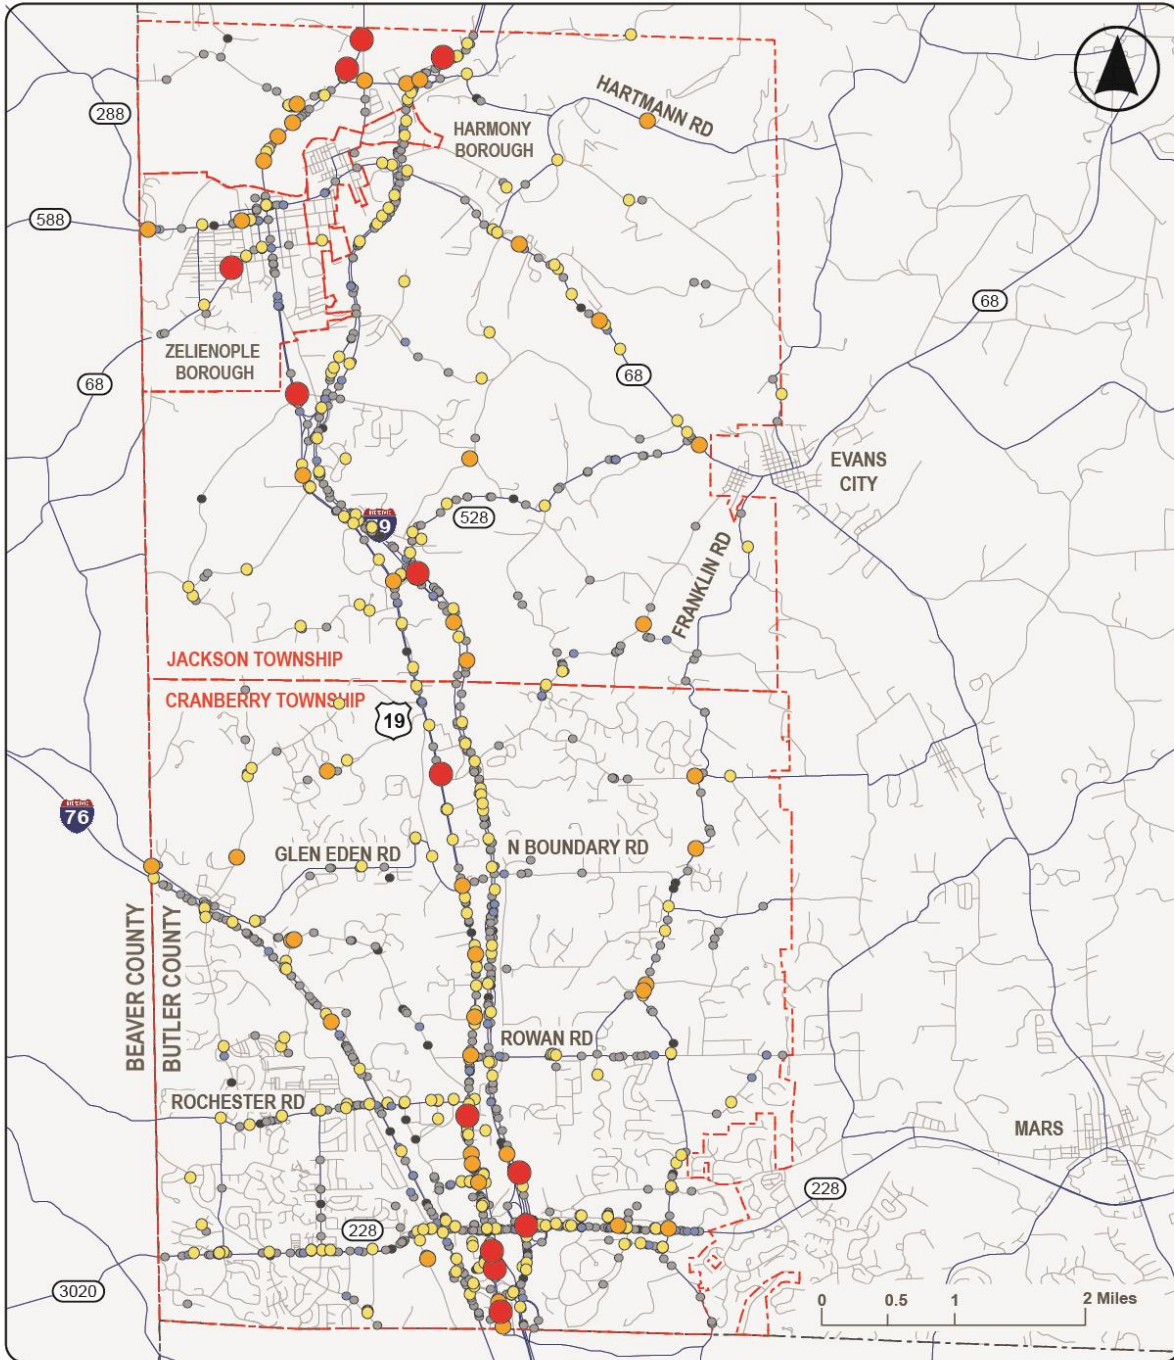 HARTMANN RD
288
HARMONY
BOROUGH
588
68
ZELIENOPLE
BOROUGH
68
68
EVANS
CITY
528
79
FRANKLIN RD
JACKSON TOWNSHIP
CRANBERRY TOWNSHIP
19
76
GLEN EDEN RD
N BOUNDARY RD
BEAVER COUNTY
BUTLER COUNTY
ROWAN RD
ROCHESTER RD
MARS
228
228
3020
0 0.5 1 2 Miles